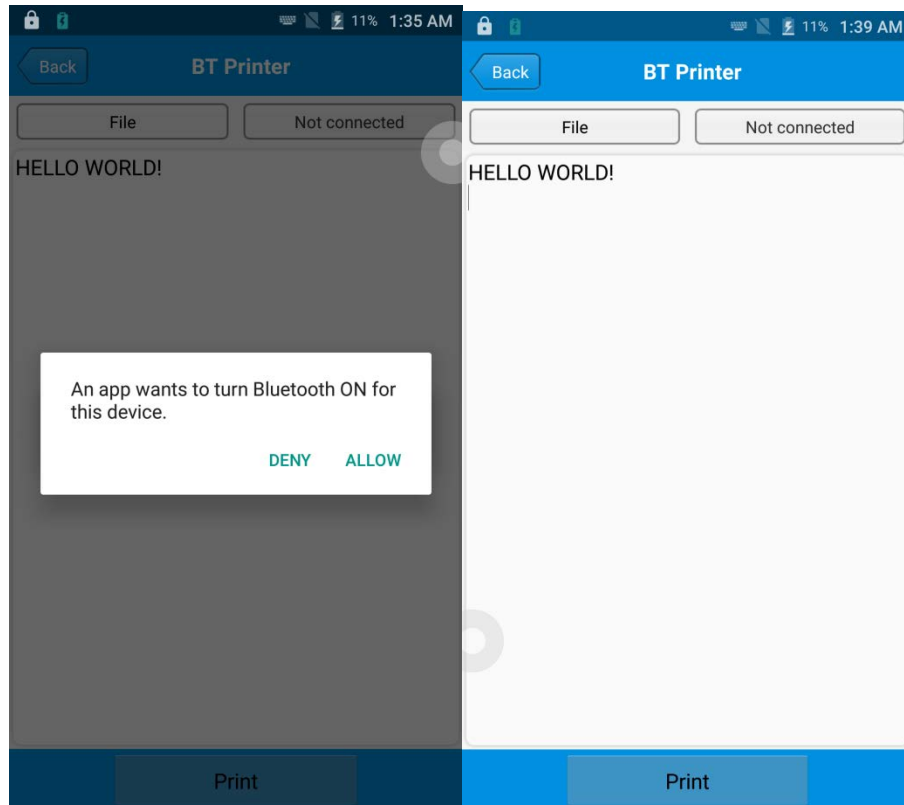 11% 1:35 AM
Back BT Printer
File Not connected
HELLO WORLD!
An app wants to turn Bluetooth ON for
this device.
DENY ALLOW
Print
11% 1:39 AM
Back BT Printer
File Not connected
HELLO WORLD!
Print